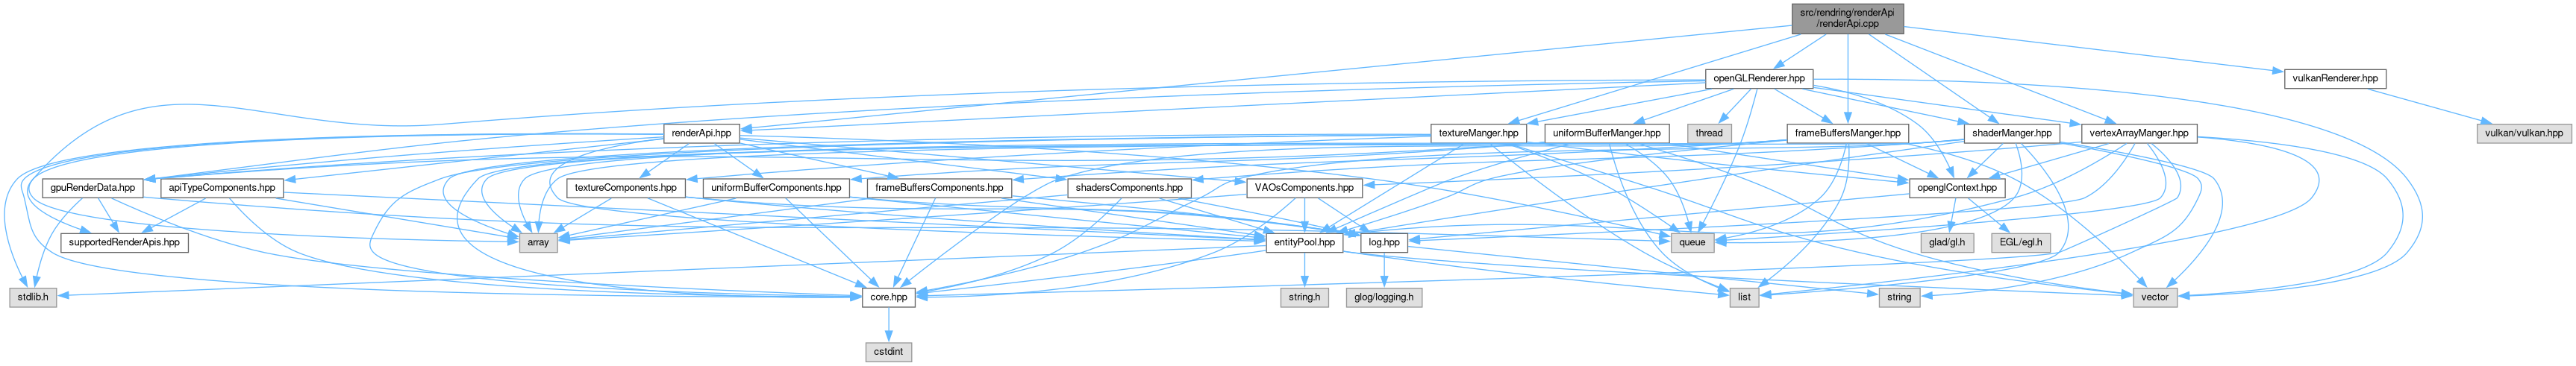 src/rendring/renderApi
/renderApi.cpp
openGLRenderer.hpp
vulkanRenderer.hpp
renderApi.hpp
textureManger.hpp
uniformBufferManger.hpp
thread
frameBuffersManger.hpp
shaderManger.hpp
vertexArrayManger.hpp
vulkan/vulkan.hpp
gpuRenderData.hpp
apiTypeComponents.hpp
textureComponents.hpp
uniformBufferComponents.hpp
frameBuffersComponents.hpp
shadersComponents.hpp
VAOsComponents.hpp
openglContext.hpp
supportedRenderApis.hpp
array
entityPool.hpp
log.hpp
queue
glad/gl.h
EGL/egl.h
stdlib.h
core.hpp
string.h
glog/logging.h
list
string
vector
cstdint